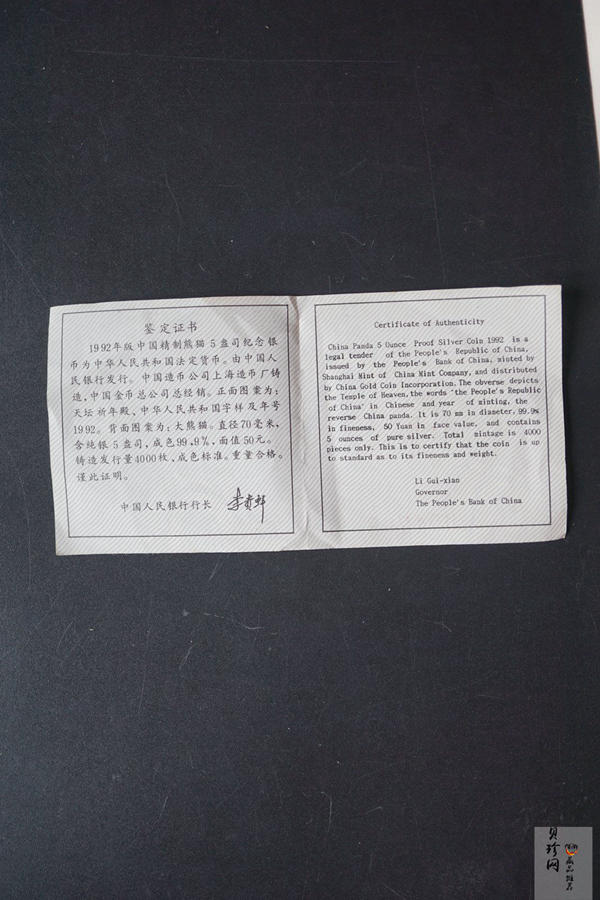 鉴定证书
1992年版中国精制熊猫5盎司纪念银
币为中华人民共和国法定货币。由中国人
民银行发行。中国造币公司上海造币厂铸
造，中国金币总公司总经销。正面图案为：
天坛祈年殿、中华人民共和国字样及年号
1992。背面图案为：大熊猫。直径70毫米，
含纯银5盎司，成色99.9%，面值50元。
铸造发行量4000枚、成色标准。重量合格。
谨此证明。
中国人民银行行长 李贵鲜
Certificate of Authenticity
China Panda 5 Ounce Proof Silver Coin 1992 is a
legal tender of the People's Republic of China,
issued by the People's Bank of China, minted by
Shanghai Mint of China Mint Company, and distributed
by China Gold Coin Incorporation. The obverse depicts
the Temple of Heaven, the words 'the People's Republic
of China' in Chinese and year of minting, the
reverse China panda. It is 70 mm in diameter, 99.9%
in fineness, 50 Yuan in face value, and contains
5 ounces of pure silver. Total mintage is 4000
pieces only. This is to certify that the coin is up
to standard as to its fineness and weight.
Li Gui-xian
Governor
The People's Bank of China
贝珍网
藏品推荐